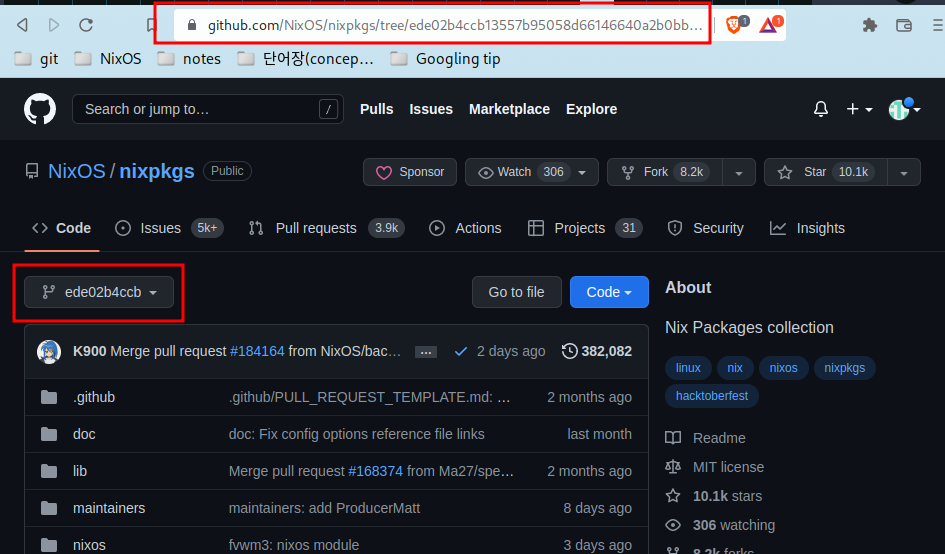 github.com/NixOS/nixpkgs/tree/ede02b4ccb13557b95058d66146640a2b0bb... 1 1
git NixOS notes 단어장(concep... Googling tip
Search or jump to... / Pulls Issues Marketplace Explore
NixOS / nixpkgs Public Sponsor Watch 306 Fork 8.2k Star 10.1k
Code Issues 5k+ Pull requests 3.9k Actions Projects 31 Security Insights
ede02b4ccb Go to file Code
K900 Merge pull request #184164 from NixOS/bac... ... 2 days ago 382,082
.github .github/PULL_REQUEST_TEMPLATE.md: ... 2 months ago
doc doc: Fix config options reference file links last month
lib Merge pull request #168374 from Ma27/spe... 2 months ago
maintainers maintainers: add ProducerMatt 8 days ago
nixos fvwm3: nixos module 3 days ago
About
Nix Packages collection
linux nix nixos nixpkgs
hacktoberfest
Readme
MIT license
10.1k stars
306 watching
8.2k forks